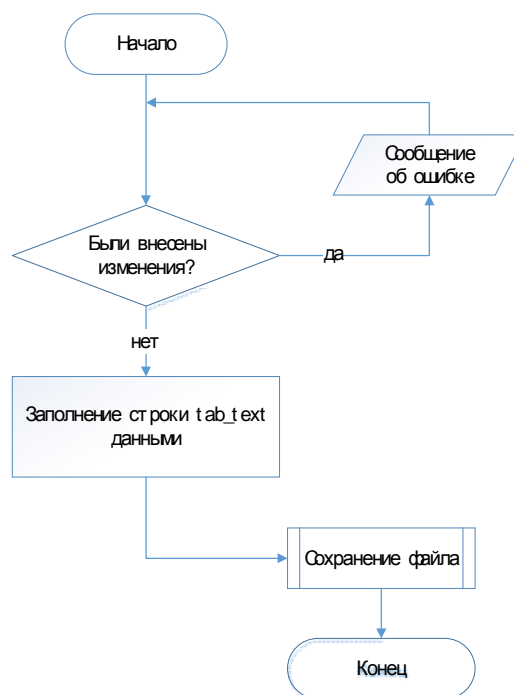 Начало
Сообщение
об ошибке
Были внесены
изменения?
да
нет
Заполнение строки tab_text
данными
Сохранение файла
Конец